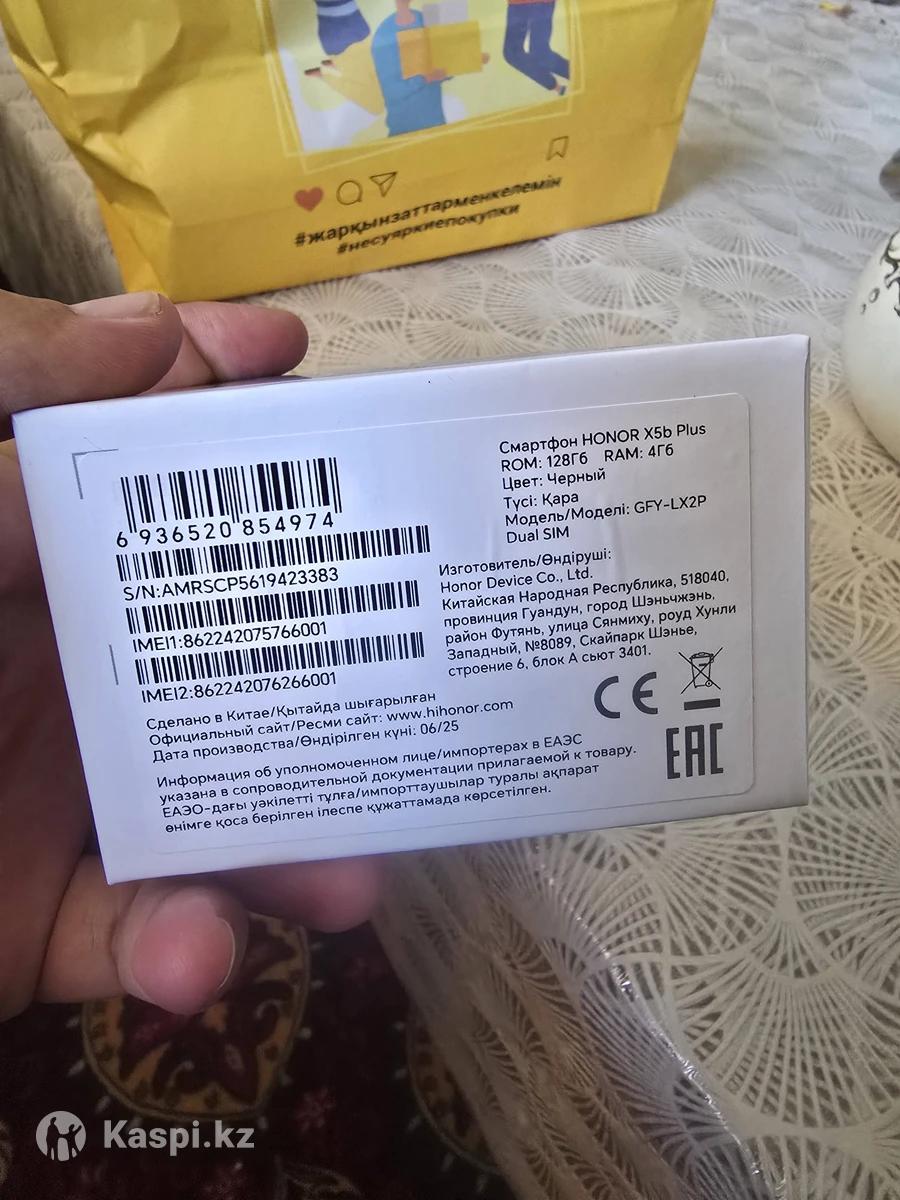 #жарқынзаттарменкелемін
#несуяркиепокупки
Смартфон HONOR X5b Plus
ROM: 128Гб RAM: 4Гб
Цвет: Черный
Түсі: Қара
Модель/Моделі: GFY-LX2P
Dual SIM
6 936520 854974
S/N:AMRSCP5619423383
IMEI1:862242075766001
IMEI2:862242076266001
Изготовитель/Өндіруші:
Honor Device Co., Ltd.
Китайская Народная Республика, 518040,
провинция Гуандун, город Шэньчжэнь,
район Футянь, улица Сянмиху, роуд Хунли
Западный, №8089, Скайпарк Шэнье,
строение 6, блок А сьют 3401.
Сделано в Китае/Қытайда шығарылған
Официальный сайт/Ресми сайт: www.hihonor.com
Дата производства/Өндірілген күні: 06/25
CE
EAC
Информация об уполномоченном лице/импортерах в ЕАЭС
указана в сопроводительной документации прилагаемой к товару.
ЕАЭО-дағы уәкілетті тұлға/импорттаушылар туралы ақпарат
өнімге қоса берілген ілеспе құжаттамада көрсетілген.
Kaspi.kz